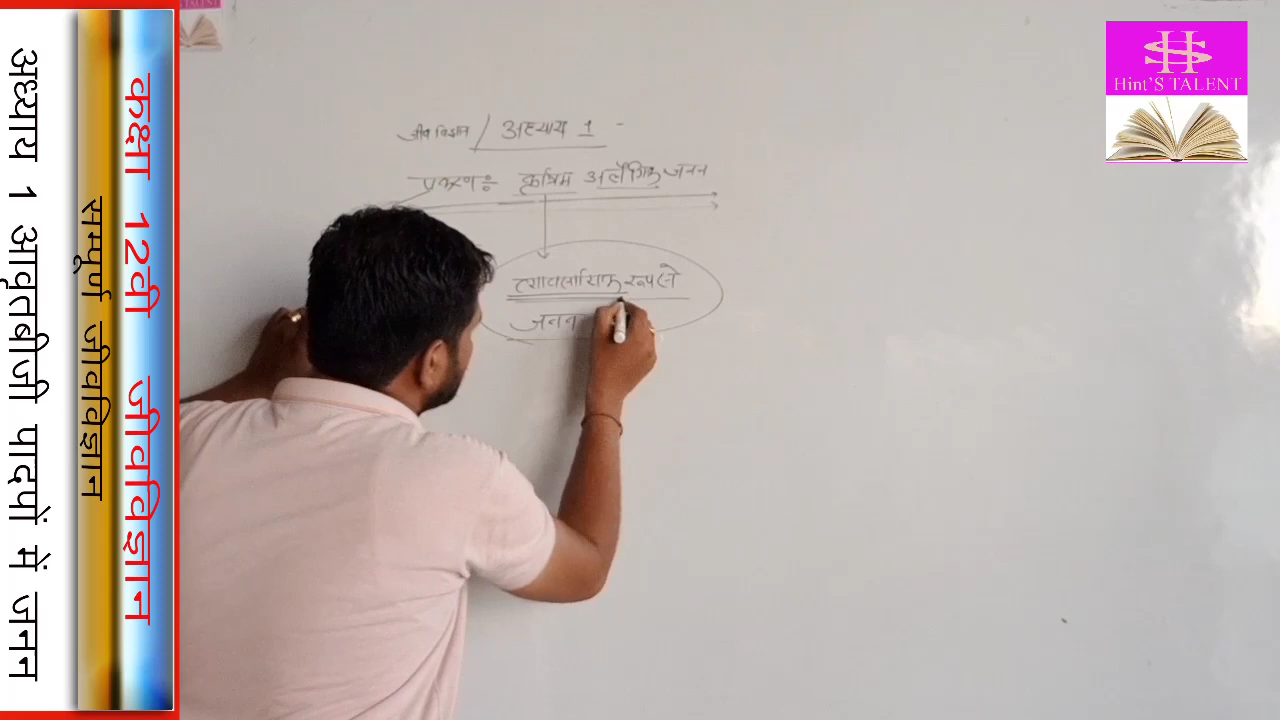 अध्याय 1 आवृतबीजी पादपों में जनन
सम्पूर्ण जीवविज्ञान
कक्षा 12वी जीवविज्ञान
HS
Hint'S TALENT
जीव विज्ञान / अध्याय 1
प्रकरण ÷ कृत्रिम अलैंगिक जनन
व्यावसायिक रूप से
जनन